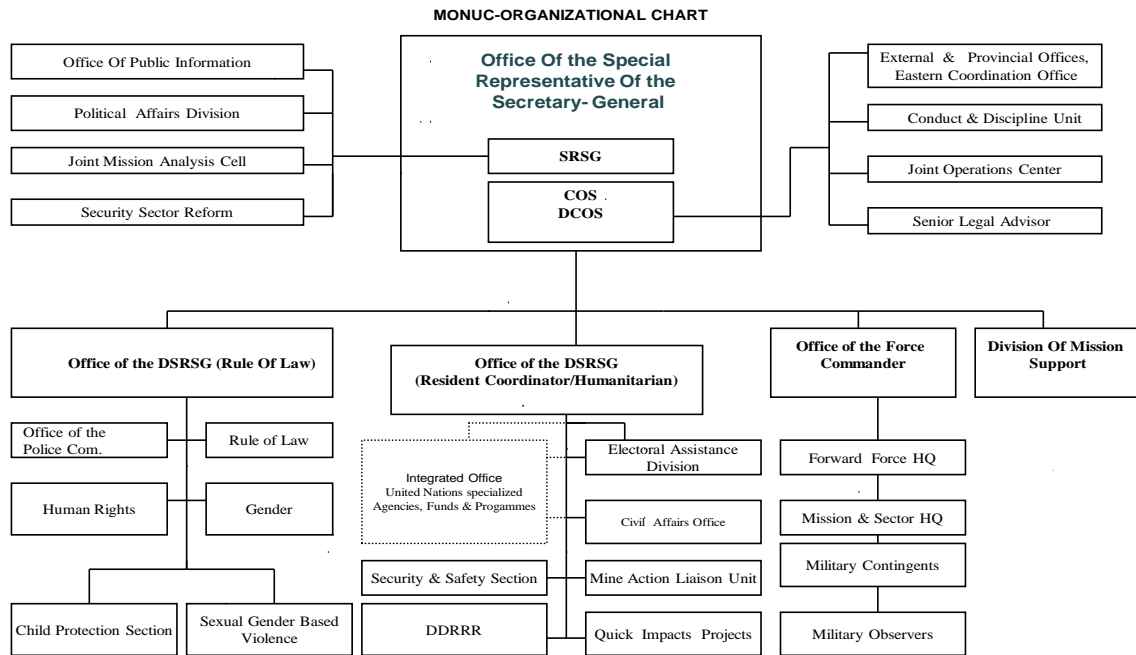 MONUC-ORGANIZATIONAL CHART
Office Of Public Information
Political Affairs Division
Joint Mission Analysis Cell
Security Sector Reform
Office Of the Special
Representative Of the
Secretary- General
SRSG
COS
DCOS
External & Provincial Offices,
Eastern Coordination Office
Conduct & Discipline Unit
Joint Operations Center
Senior Legal Advisor
Office of the DSRSG (Rule Of Law)
Office of the DSRSG
(Resident Coordinator/Humanitarian)
Office of the Force
Commander
Division Of Mission
Support
Office of the
Police Com.
Rule of Law
Human Rights
Gender
Child Protection Section
Sexual Gender Based
Violence
Integrated Office
United Nations specialized
Agencies, Funds & Progammes
Electoral Assistance
Division
Civil Affairs Office
Security & Safety Section
Mine Action Liaison Unit
DDRRR
Quick Impacts Projects
Forward Force HQ
Mission & Sector HQ
Military Contingents
Military Observers